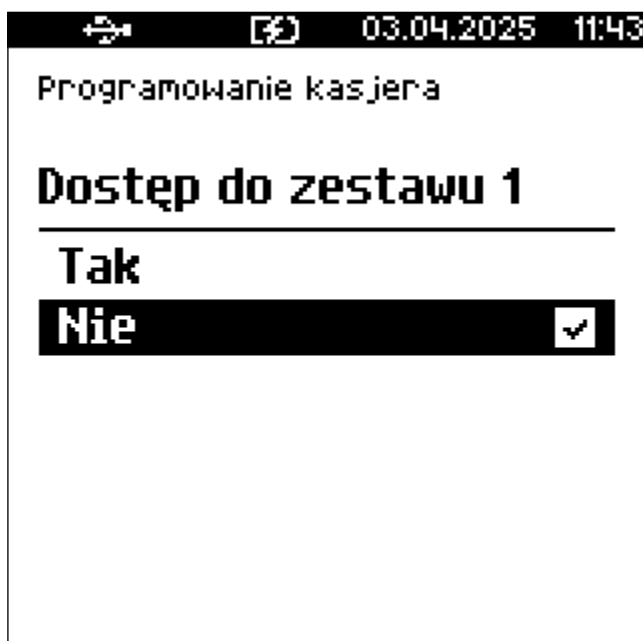 03.04.2025 11:43
Programowanie kasjera
Dostęp do zestawu 1
Tak
Nie